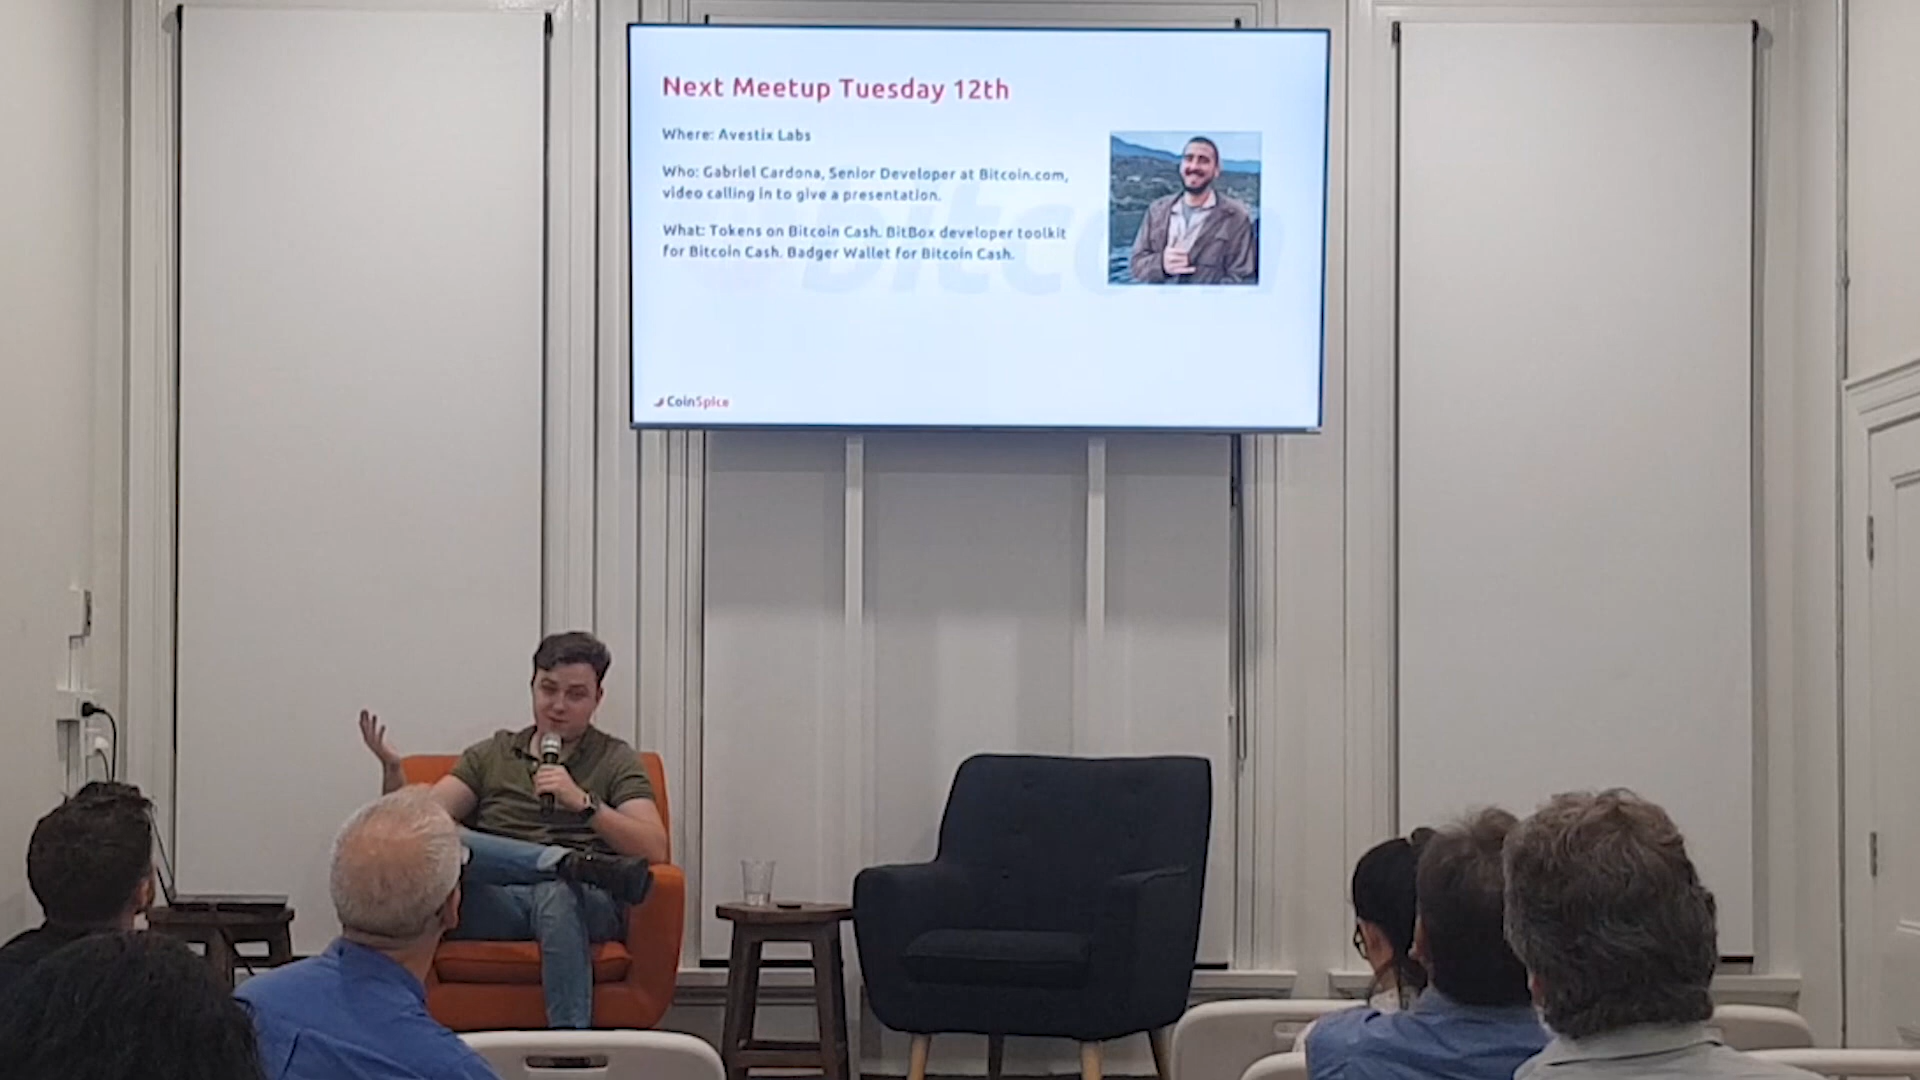 Next Meetup Tuesday 12th
Where: Avestix Labs
Who: Gabriel Cardona, Senior Developer at Bitcoin.com,
video calling in to give a presentation.
What: Tokens on Bitcoin Cash. BitBox developer toolkit
for Bitcoin Cash. Badger Wallet for Bitcoin Cash.
bitcoin
CoinSpice